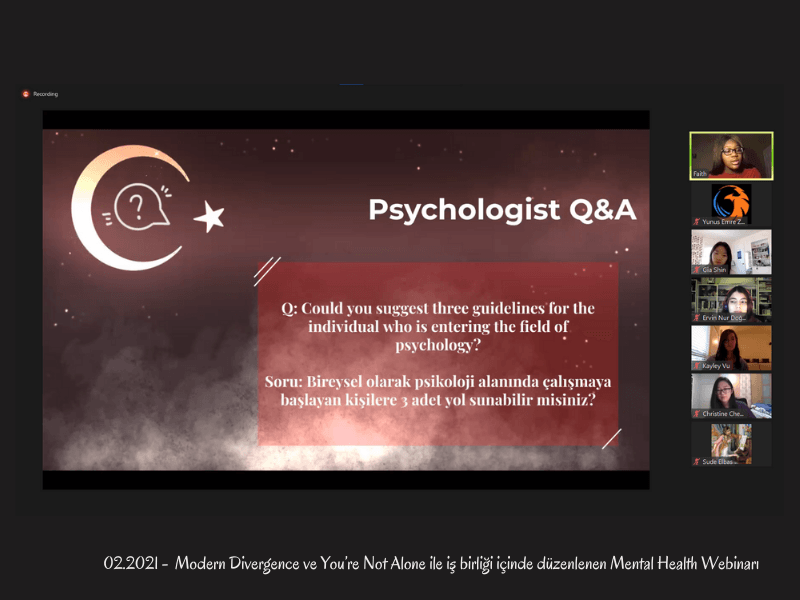 Recording
Psychologist Q&A
?
Q: Could you suggest three guidelines for the
individual who is entering the field of
psychology?
Soru: Bireysel olarak psikoloji alanında çalışmaya
başlayan kişilere 3 adet yol sunabilir misiniz?
Faith
Yunus Emre Z...
Gia Shin
Ervin Nur Doğ...
Kayley Vu
Christine Che...
Sude Elbas...
02.2021 - Modern Divergence ve You're Not Alone ile iş birliği içinde düzenlenen Mental Health Webinarı